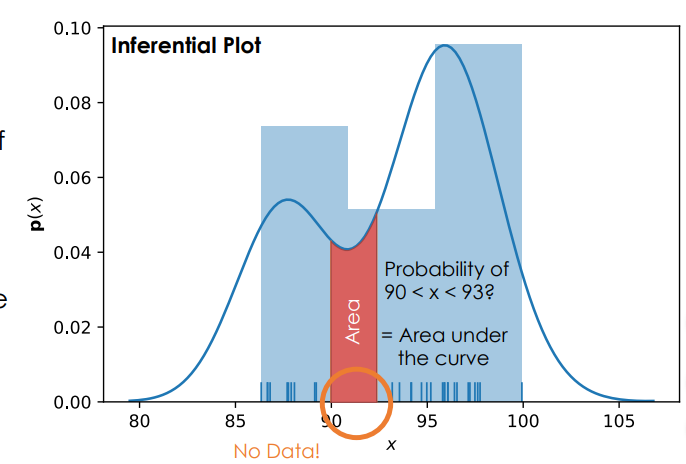 Inferential Plot
0.10
0.08
0.06
0.04
0.02
0.00
p(x)
f
e
Probability of
90 < x < 93?
= Area under
the curve
Area
80
85
90
95
100
105
x
No Data!